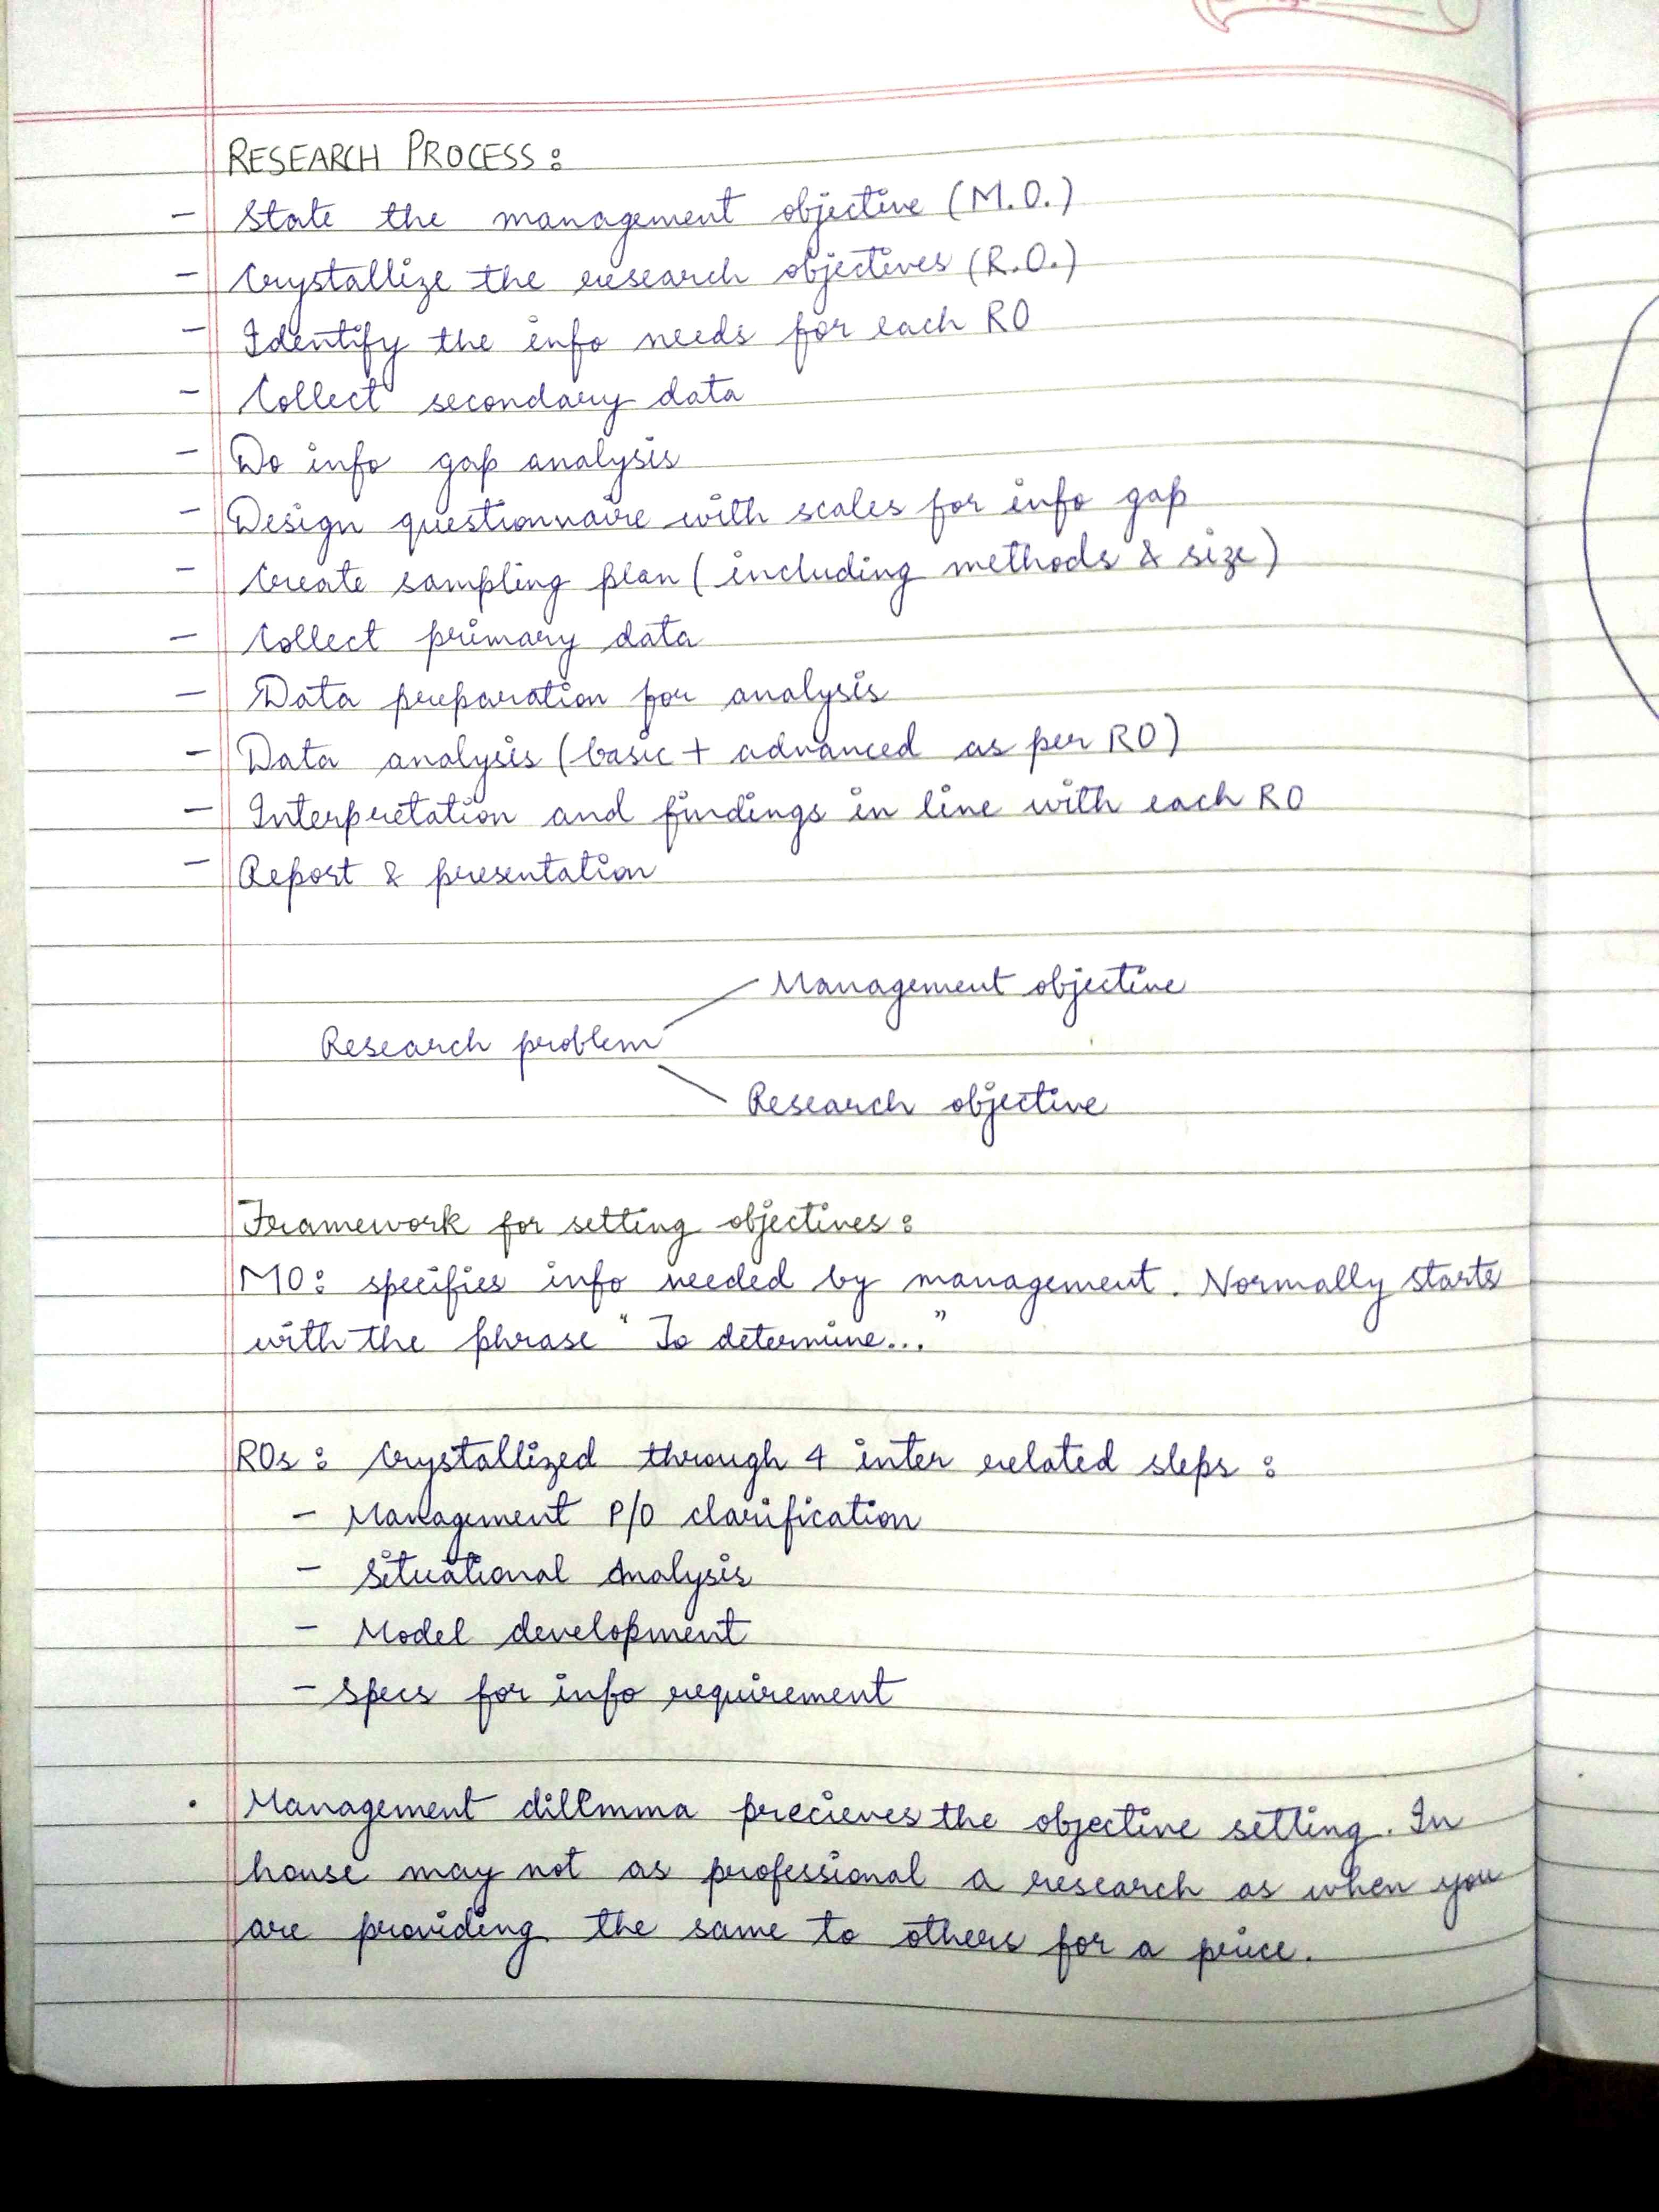 RESEARCH PROCESS:
- State the management objective (M.O.)
- Crystallize the research objectives (R.O.)
- Identify the info needs for each RO
- Collect secondary data
- Do info gap analysis
- Design questionnaire with scales for info gap
- Create sampling plan (including methods & size)
- Collect primary data
- Data preparation for analysis
- Data analysis (basic + advanced as per RO)
- Interpretation and findings in line with each RO
- Report & presentation
Management objective
Research problem
Research objective
Framework for setting objectives:
MO: specifies info needed by management. Normally starts
with the phrase "To determine..."
ROs: Crystallized through 4 inter related steps:
- Management P/O clarification
- Situational Analysis
- Model development
- Specs for info requirement
• Management dillmma precieves the objective setting. In
house may not as professional a research as when you
are providing the same to others for a price.